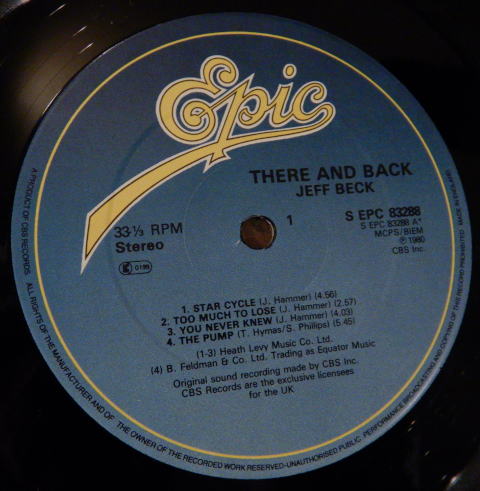 Epic
THERE AND BACK
JEFF BECK
33⅓ RPM
Stereo
K 0199
1
S EPC 83288
S EPC 83288 A*
MCPS/BIEM
Ⓟ 1980
CBS Inc.
1. STAR CYCLE (J. Hammer) (4.56)
2. TOO MUCH TO LOSE (J. Hammer) (2.57)
3. YOU NEVER KNEW (J. Hammer) (4.03)
4. THE PUMP (T. Hymas/S. Phillips) (5.45)
(1-3) Heath Levy Music Co. Ltd.
(4) B. Feldman & Co. Ltd. Trading as Equator Music
Original sound recording made by CBS Inc.
CBS Records are the exclusive licensees
for the UK
A PRODUCT OF CBS RECORDS. ALL RIGHTS OF THE MANUFACTURER AND OF THE OWNER OF THE RECORDED WORK RESERVED-UNAUTHORISED PUBLIC PERFORMANCE BROADCASTING AND COPYING OF THIS RECORD PROHIBITED. MADE IN ENGLAND